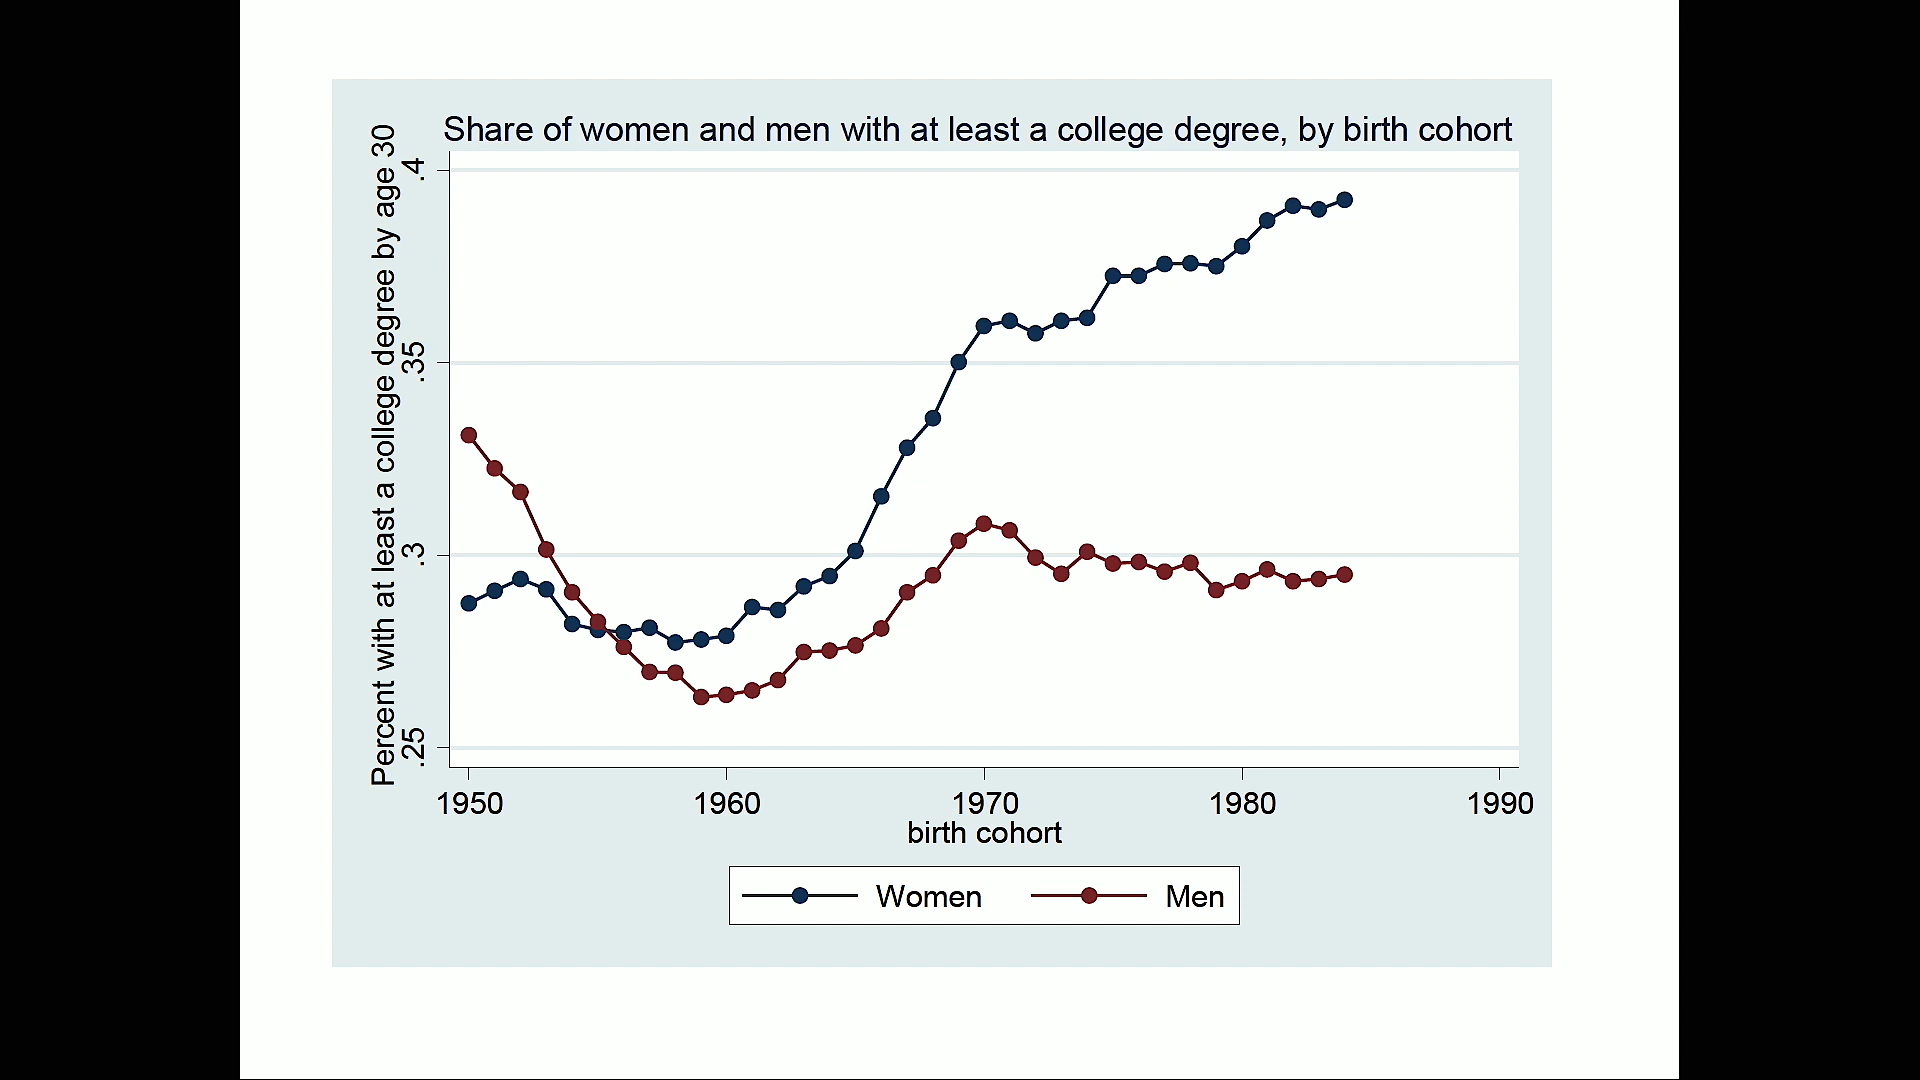 Share of women and men with at least a college degree, by birth cohort
Percent with at least a college degree by age 30
.4
.35
.3
.25
1950 1960 1970 1980 1990
birth cohort
Women Men